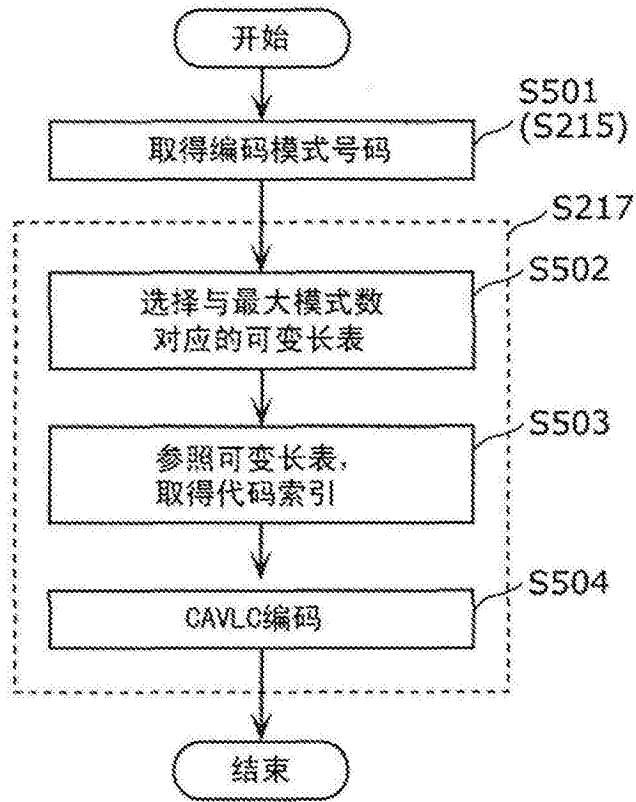 开始
S501
(S215)
取得编码模式号码
S217
S502
选择与最大模式数
对应的可变长表
S503
参照可变长表，
取得代码索引
S504
CAVLC编码
结束